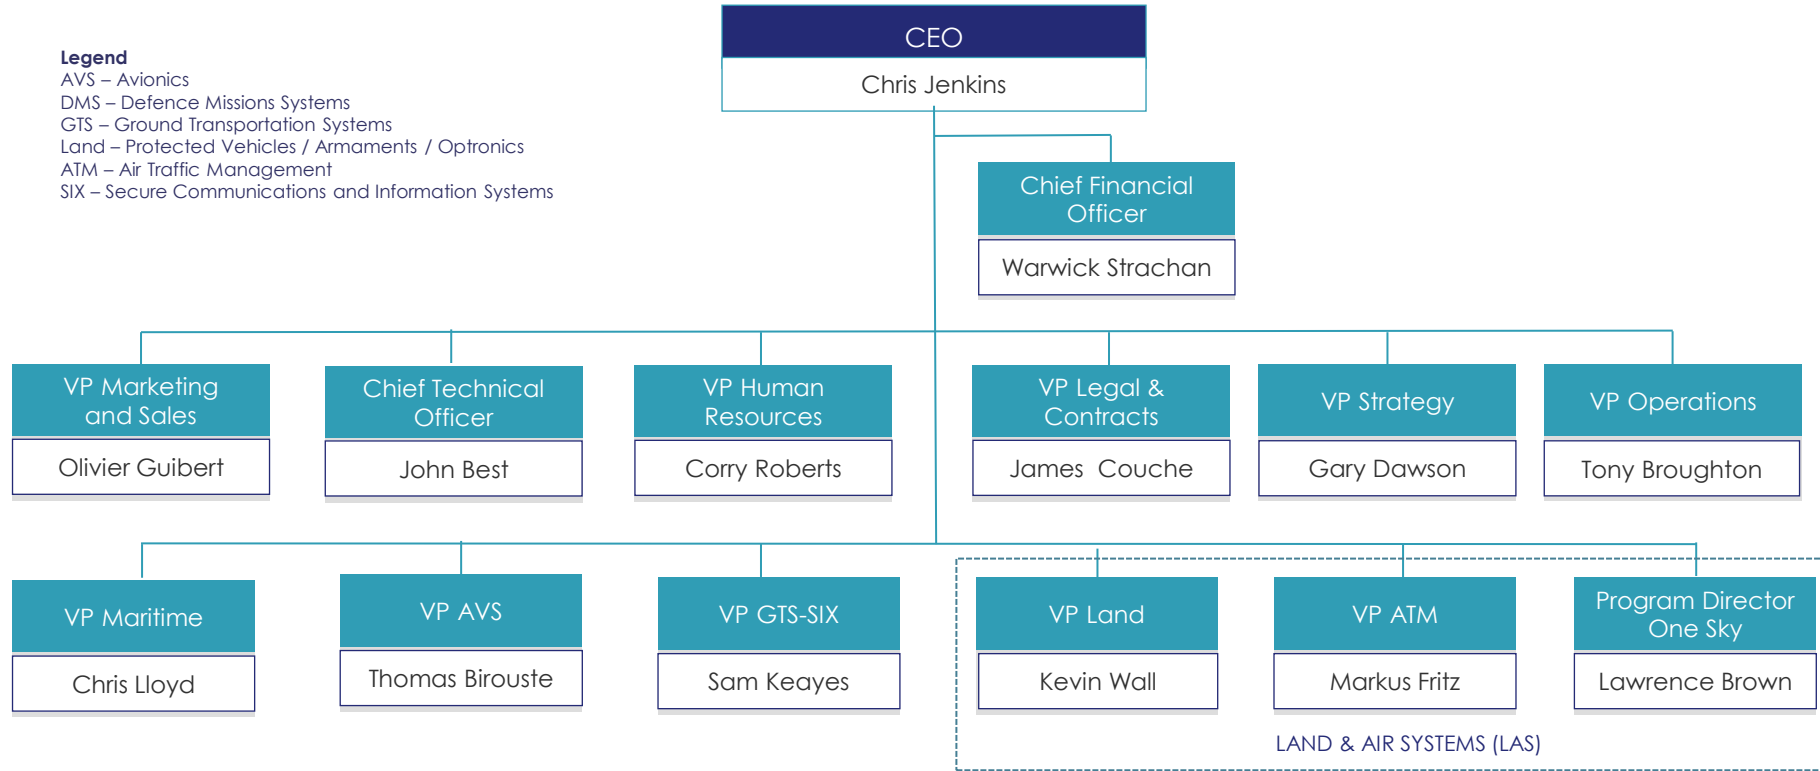 CEO
Chris Jenkins
Legend
AVS – Avionics
DMS – Defence Missions Systems
GTS – Ground Transportation Systems
Land – Protected Vehicles / Armaments / Optronics
ATM – Air Traffic Management
SIX – Secure Communications and Information Systems
Chief Financial
Officer
Warwick Strachan
VP Marketing
and Sales
Olivier Guibert
Chief Technical
Officer
John Best
VP Human
Resources
Corry Roberts
VP Legal &
Contracts
James Couche
VP Strategy
Gary Dawson
VP Operations
Tony Broughton
VP Maritime
Chris Lloyd
VP AVS
Thomas Birouste
VP GTS-SIX
Sam Keayes
VP Land
Kevin Wall
VP ATM
Markus Fritz
Program Director
One Sky
Lawrence Brown
LAND & AIR SYSTEMS (LAS)